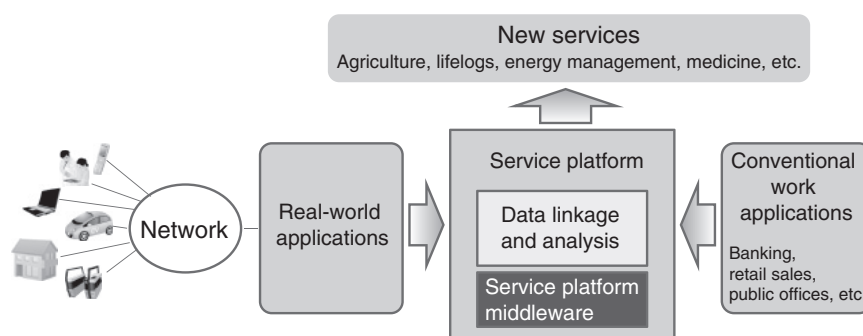 New services
Agriculture, lifelogs, energy management, medicine, etc.
Network
Real-world
applications
Service platform
Data linkage
and analysis
Service platform
middleware
Conventional
work
applications
Banking,
retail sales,
public offices, etc